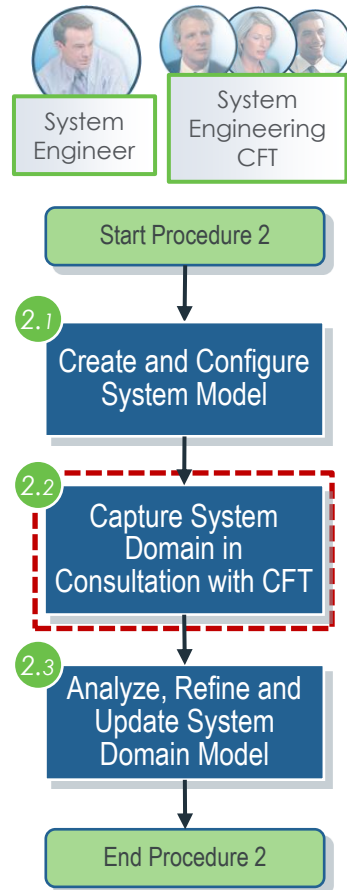 System
Engineer
System
Engineering
CFT
Start Procedure 2
2.1
Create and Configure
System Model
2.2
Capture System
Domain in
Consultation with CFT
2.3
Analyze, Refine and
Update System
Domain Model
End Procedure 2